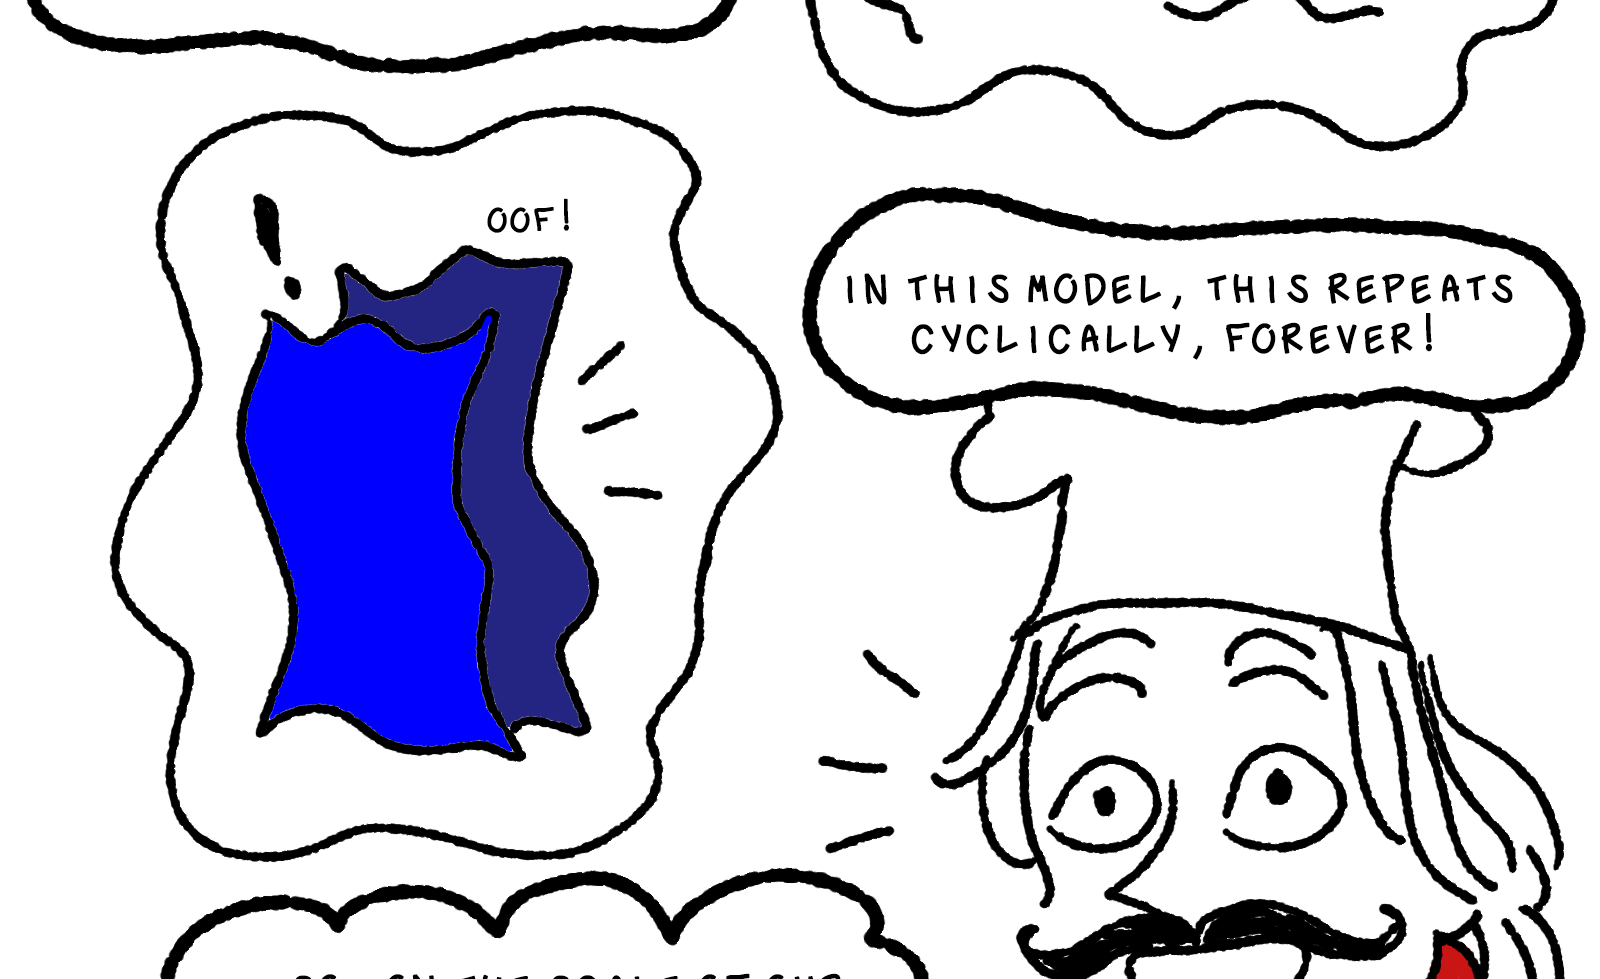 !
OOF!
IN THIS MODEL, THIS REPEATS
CYCLICALLY, FOREVER!